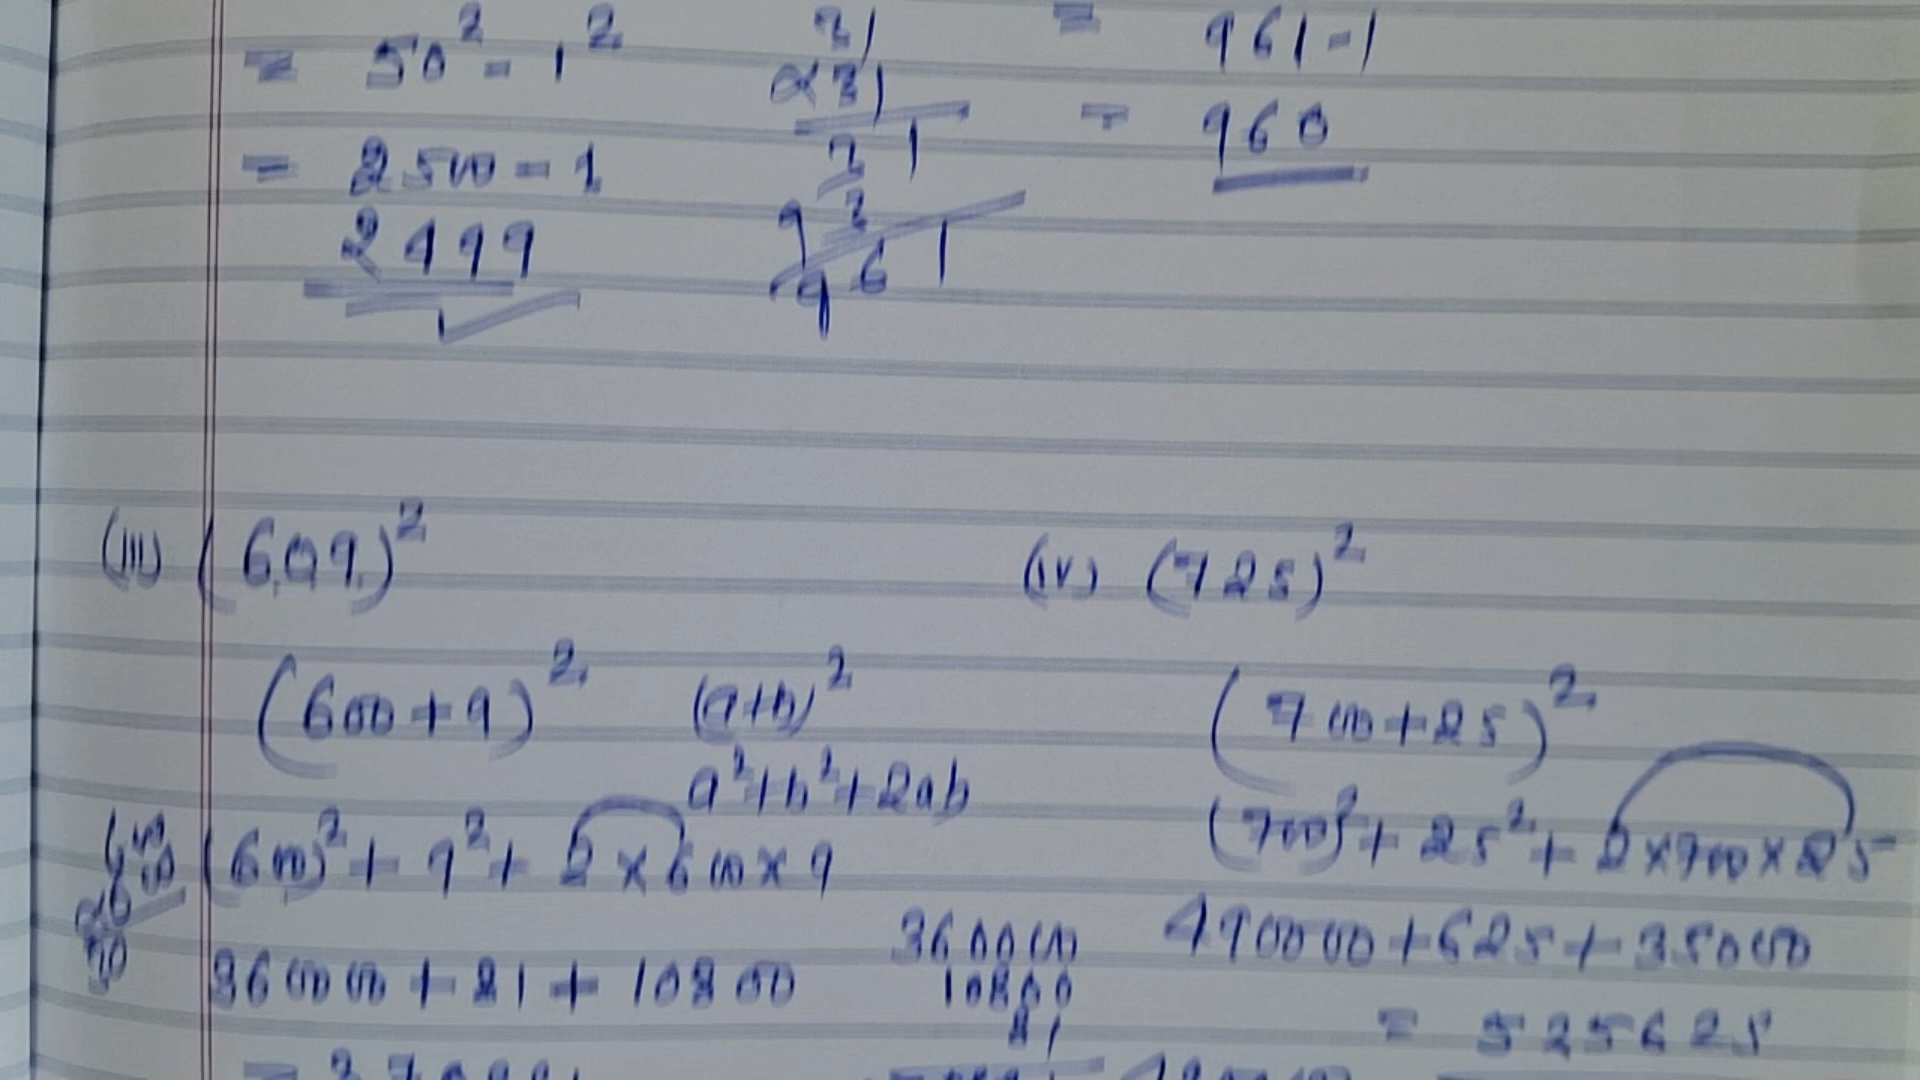 = 50² - 1²
= 2500 - 1
2499
31
×31
31
93
961
= 961-1
= 960
(iii) (609)²
(600+9)²
(a+b)²
a²+b²+2ab
(600)² + 9² + 2×600×9
360000 + 81 + 10800
360000
10800
81
(iv) (725)²
(700+25)²
(700)² + 25² + 2×700×25
490000+625+35000
= 525625